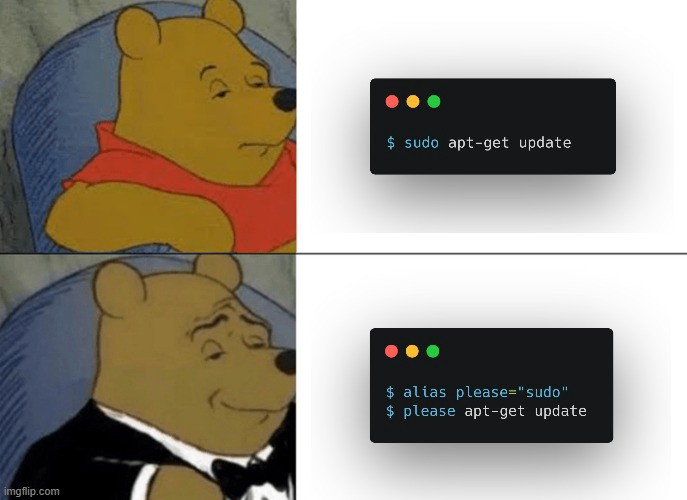 $ sudo apt-get update
$ alias please="sudo"
$ please apt-get update
imgflip.com